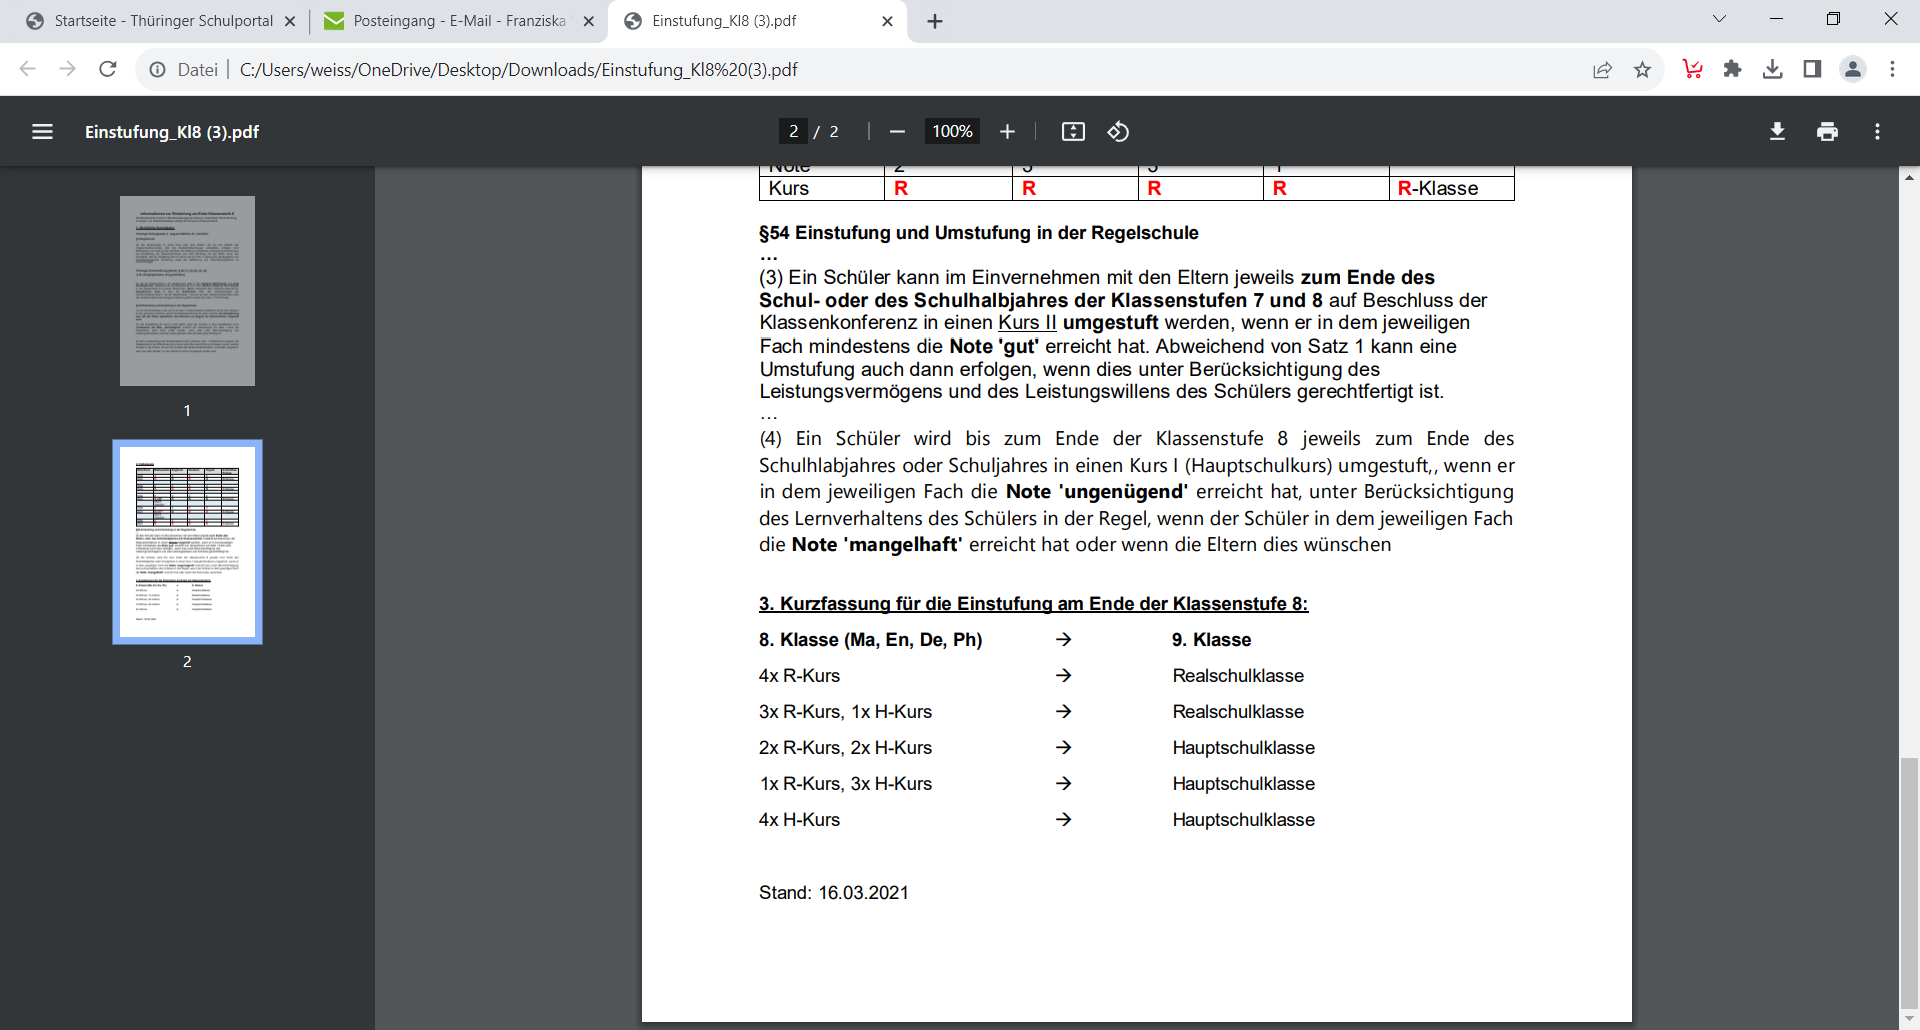 Startseite - Thüringer Schulportal
Posteingang - E-Mail - Franziska
Einstufung_Kl8 (3).pdf
Datei
C:/Users/weiss/OneDrive/Desktop/Downloads/Einstufung_Kl8%20(3).pdf
Einstufung_Kl8 (3).pdf
2 / 2
100%
1
2
Kurs R R R R R-Klasse
§54 Einstufung und Umstufung in der Regelschule
...
(3) Ein Schüler kann im Einvernehmen mit den Eltern jeweils zum Ende des
Schul- oder des Schulhalbjahres der Klassenstufen 7 und 8 auf Beschluss der
Klassenkonferenz in einen Kurs II umgestuft werden, wenn er in dem jeweiligen
Fach mindestens die Note 'gut' erreicht hat. Abweichend von Satz 1 kann eine
Umstufung auch dann erfolgen, wenn dies unter Berücksichtigung des
Leistungsvermögens und des Leistungswillens des Schülers gerechtfertigt ist.
...
(4) Ein Schüler wird bis zum Ende der Klassenstufe 8 jeweils zum Ende des
Schulhlabjahres oder Schuljahres in einen Kurs I (Hauptschulkurs) umgestuft,, wenn er
in dem jeweiligen Fach die Note 'ungenügend' erreicht hat, unter Berücksichtigung
des Lernverhaltens des Schülers in der Regel, wenn der Schüler in dem jeweiligen Fach
die Note 'mangelhaft' erreicht hat oder wenn die Eltern dies wünschen
3. Kurzfassung für die Einstufung am Ende der Klassenstufe 8:
8. Klasse (Ma, En, De, Ph) → 9. Klasse
4x R-Kurs → Realschulklasse
3x R-Kurs, 1x H-Kurs → Realschulklasse
2x R-Kurs, 2x H-Kurs → Hauptschulklasse
1x R-Kurs, 3x H-Kurs → Hauptschulklasse
4x H-Kurs → Hauptschulklasse
Stand: 16.03.2021